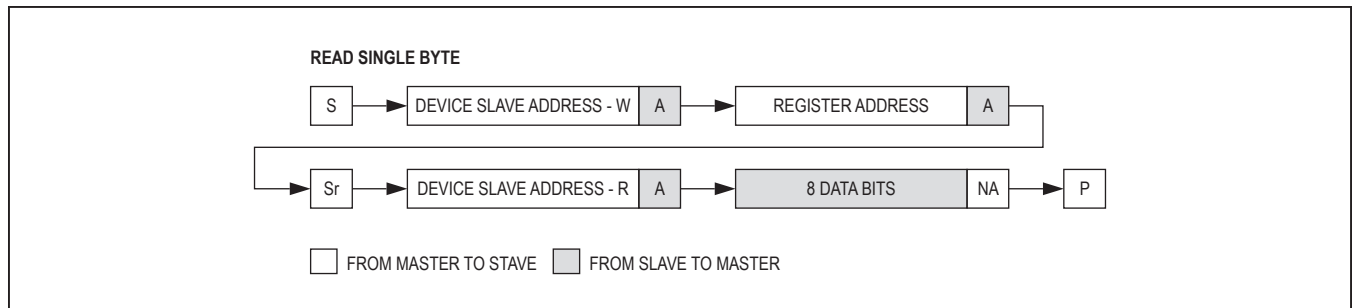 READ SINGLE BYTE
S DEVICE SLAVE ADDRESS - W A REGISTER ADDRESS A
Sr DEVICE SLAVE ADDRESS - R A 8 DATA BITS NA P
FROM MASTER TO STAVE FROM SLAVE TO MASTER